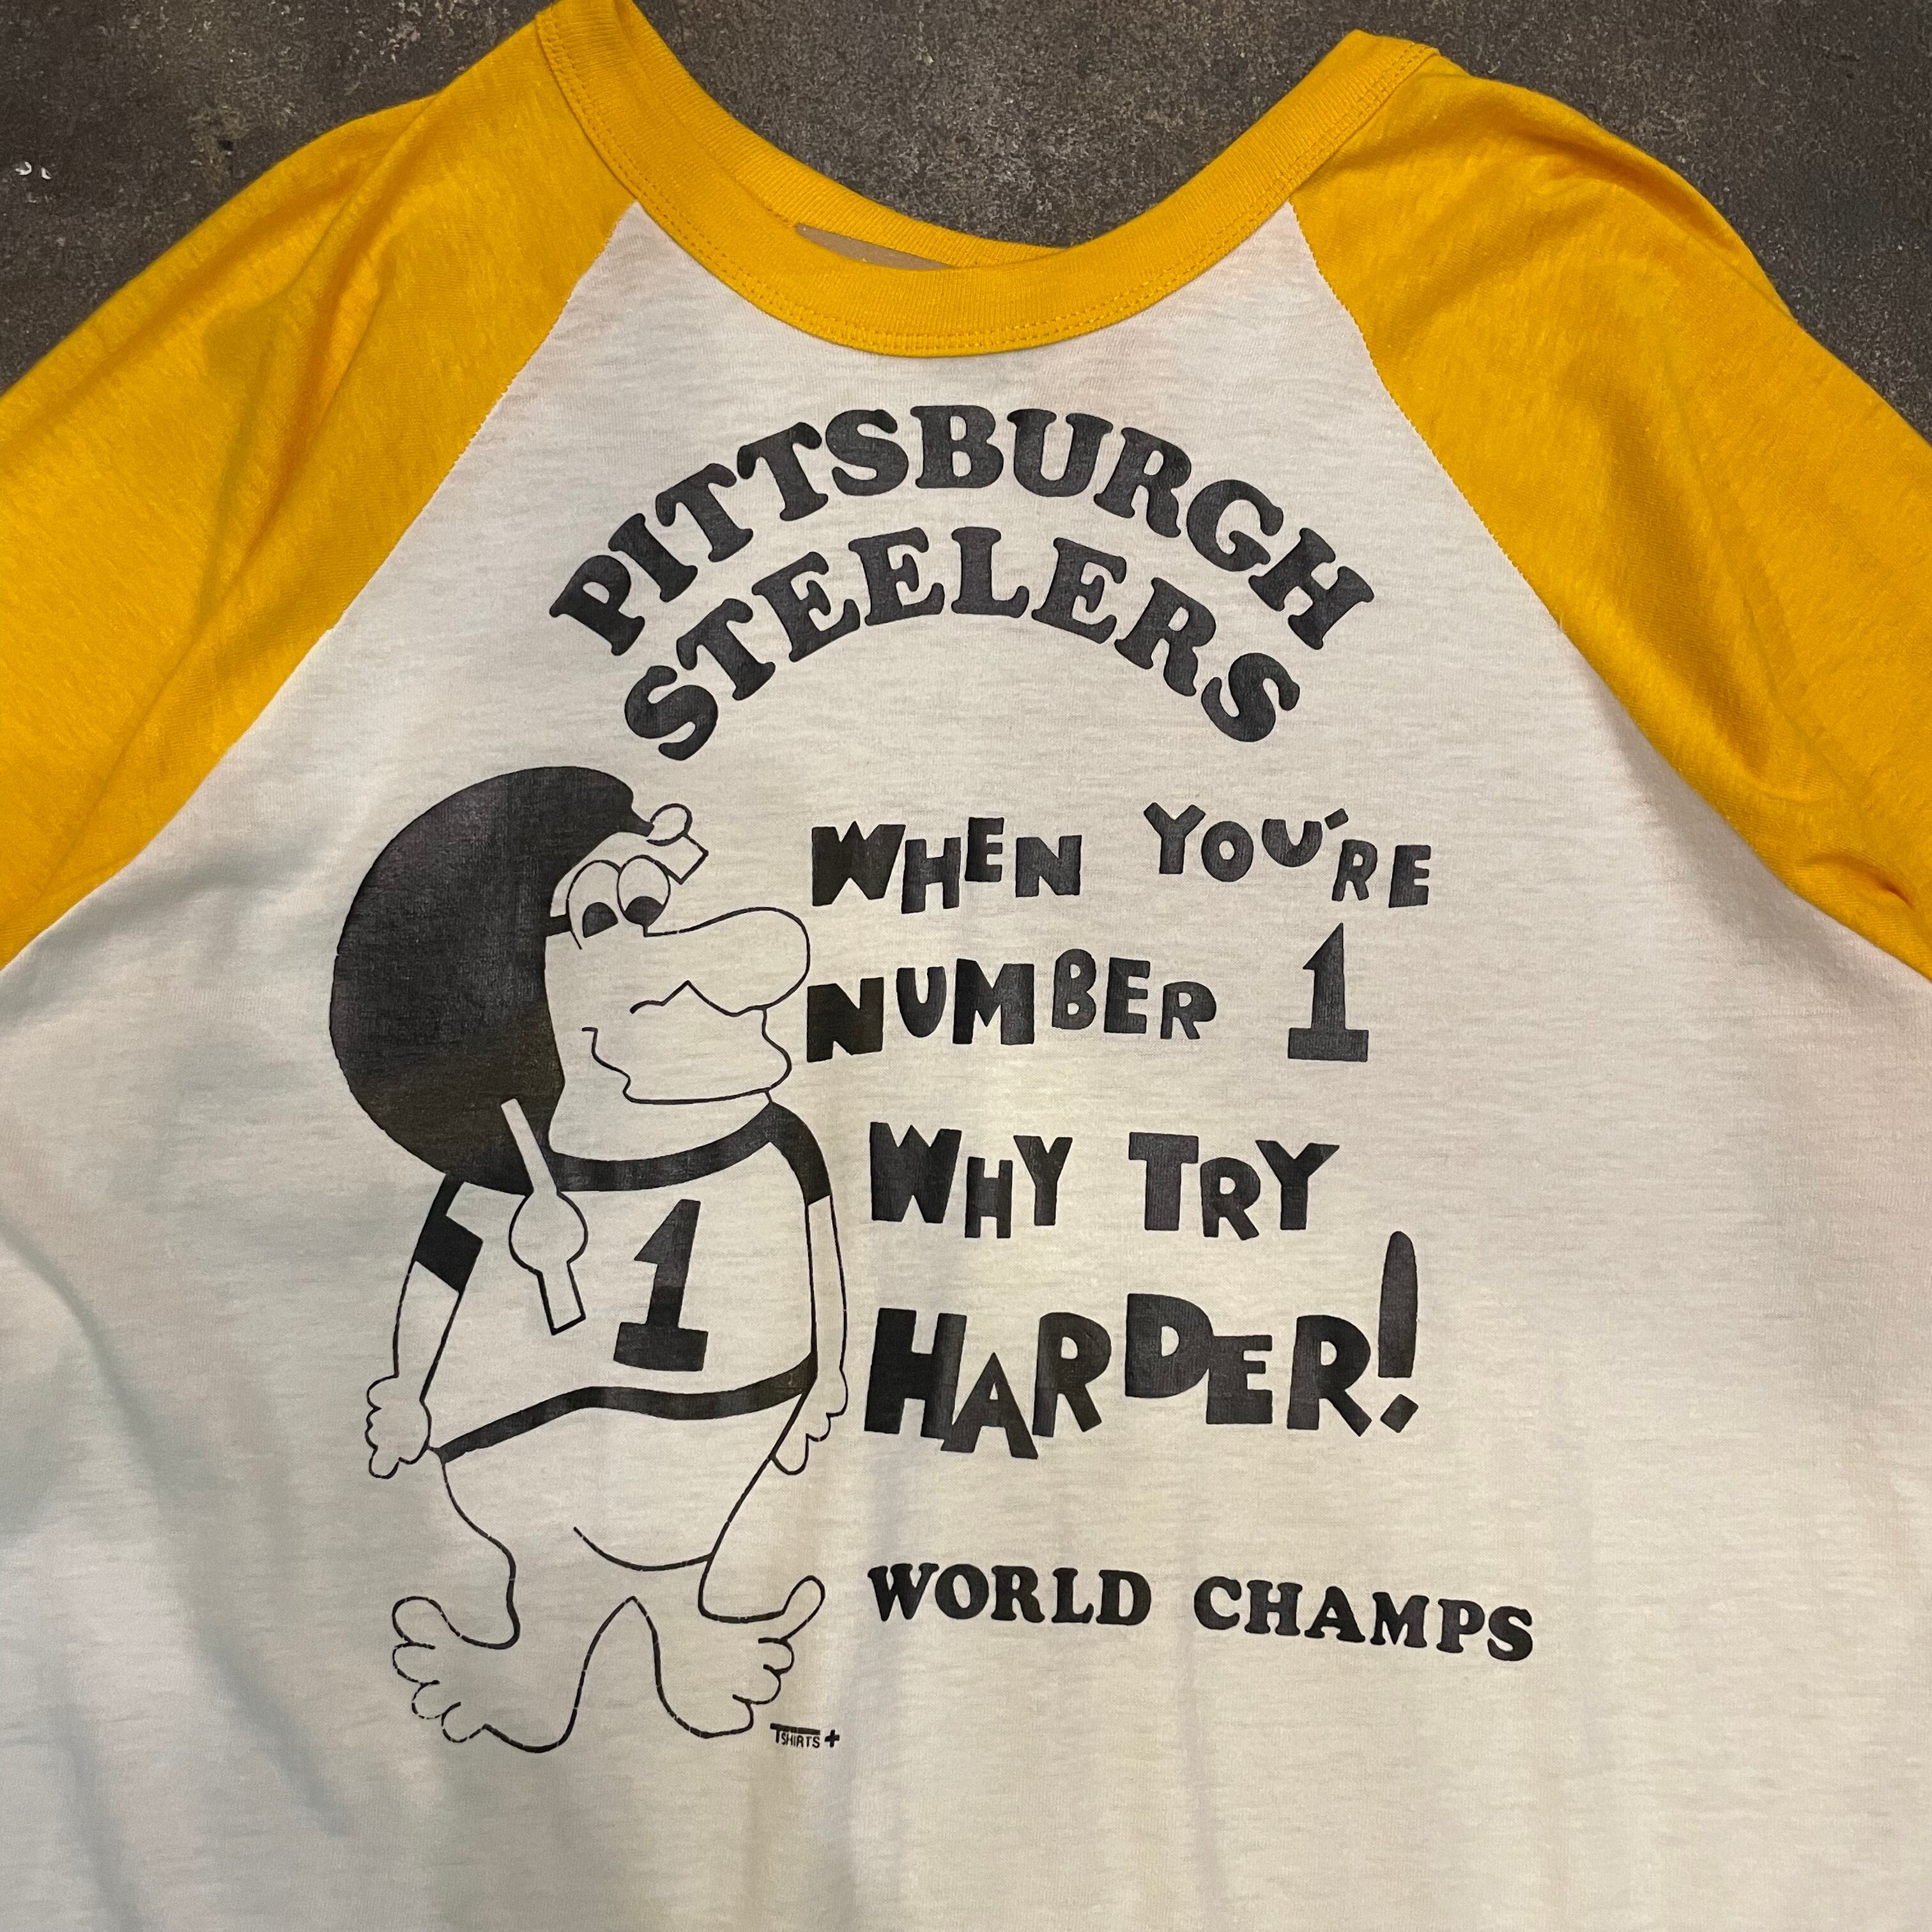 PITTSBURGH
STEELERS
WHEN YOU'RE
NUMBER 1
WHY TRY
HARDER!
1
WORLD CHAMPS
TSHIRTS +